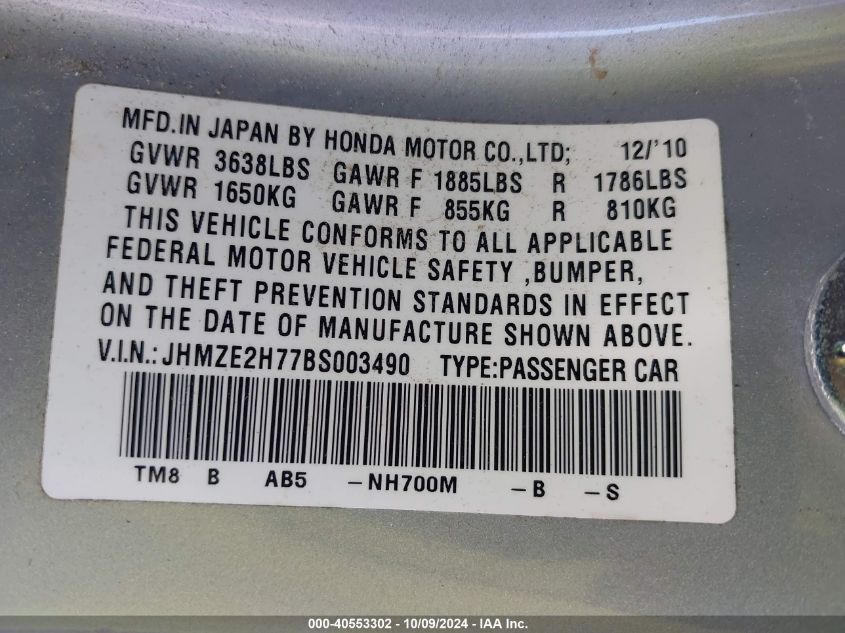 MFD.IN JAPAN BY HONDA MOTOR CO.,LTD; 12/'10
GVWR 3638LBS GAWR F 1885LBS R 1786LBS
GVWR 1650KG GAWR F 855KG R 810KG
THIS VEHICLE CONFORMS TO ALL APPLICABLE
FEDERAL MOTOR VEHICLE SAFETY ,BUMPER,
AND THEFT PREVENTION STANDARDS IN EFFECT
ON THE DATE OF MANUFACTURE SHOWN ABOVE.
V.I.N.: JHMZE2H77BS003490 TYPE:PASSENGER CAR
TM8 B AB5 -NH700M -B -S
000-40553302 - 10/09/2024 - IAA Inc.